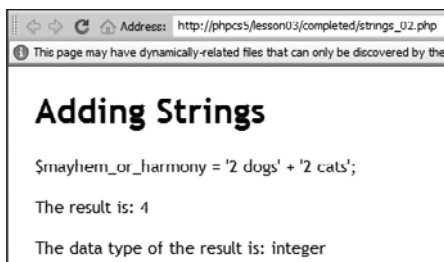 Address: http://phpcs5/lesson03/completed/strings_02.php
This page may have dynamically-related files that can only be discovered by the
Adding Strings
$mayhem_or_harmony = '2 dogs' + '2 cats';
The result is: 4
The data type of the result is: integer